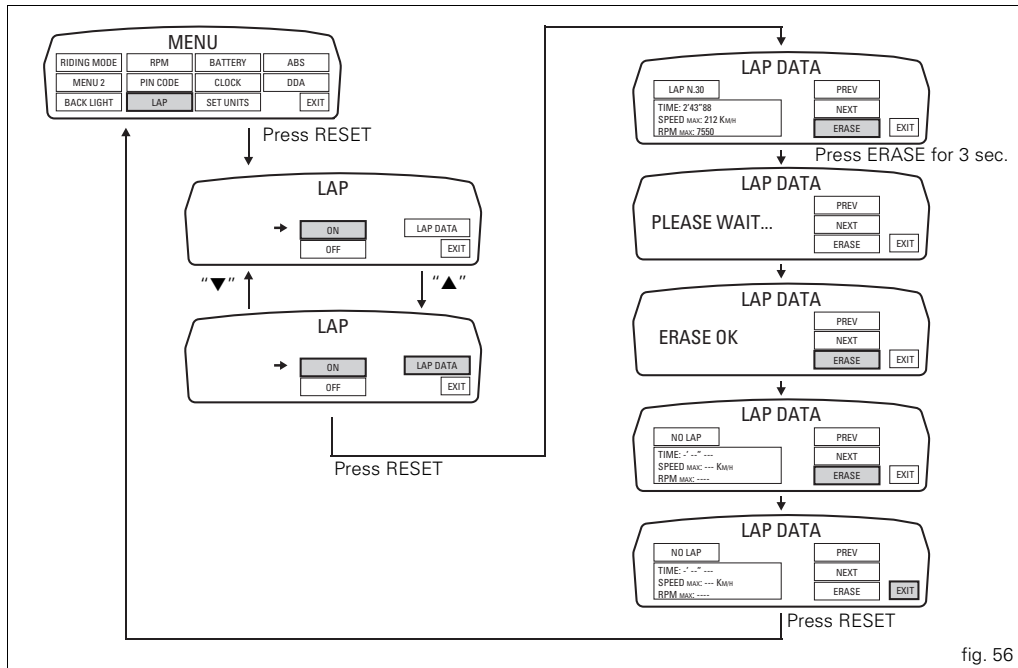 MENU
RIDING MODE RPM BATTERY ABS
MENU 2 PIN CODE CLOCK DDA
BACK LIGHT LAP SET UNITS EXIT
Press RESET
LAP
ON LAP DATA
OFF EXIT
“▼” “▲”
LAP
ON LAP DATA
OFF EXIT
Press RESET
LAP DATA
LAP N.30 PREV
TIME: 2'43"88 NEXT
SPEED MAX: 212 KM/H
RPM MAX: 7550 ERASE EXIT
Press ERASE for 3 sec.
LAP DATA
PREV
PLEASE WAIT... NEXT
ERASE EXIT
LAP DATA
PREV
ERASE OK NEXT
ERASE EXIT
LAP DATA
NO LAP PREV
TIME: -' --" --- NEXT
SPEED MAX: --- KM/H
RPM MAX: ---- ERASE EXIT
LAP DATA
NO LAP PREV
TIME: -' --" --- NEXT
SPEED MAX: --- KM/H
RPM MAX: ---- ERASE EXIT
Press RESET
fig. 56